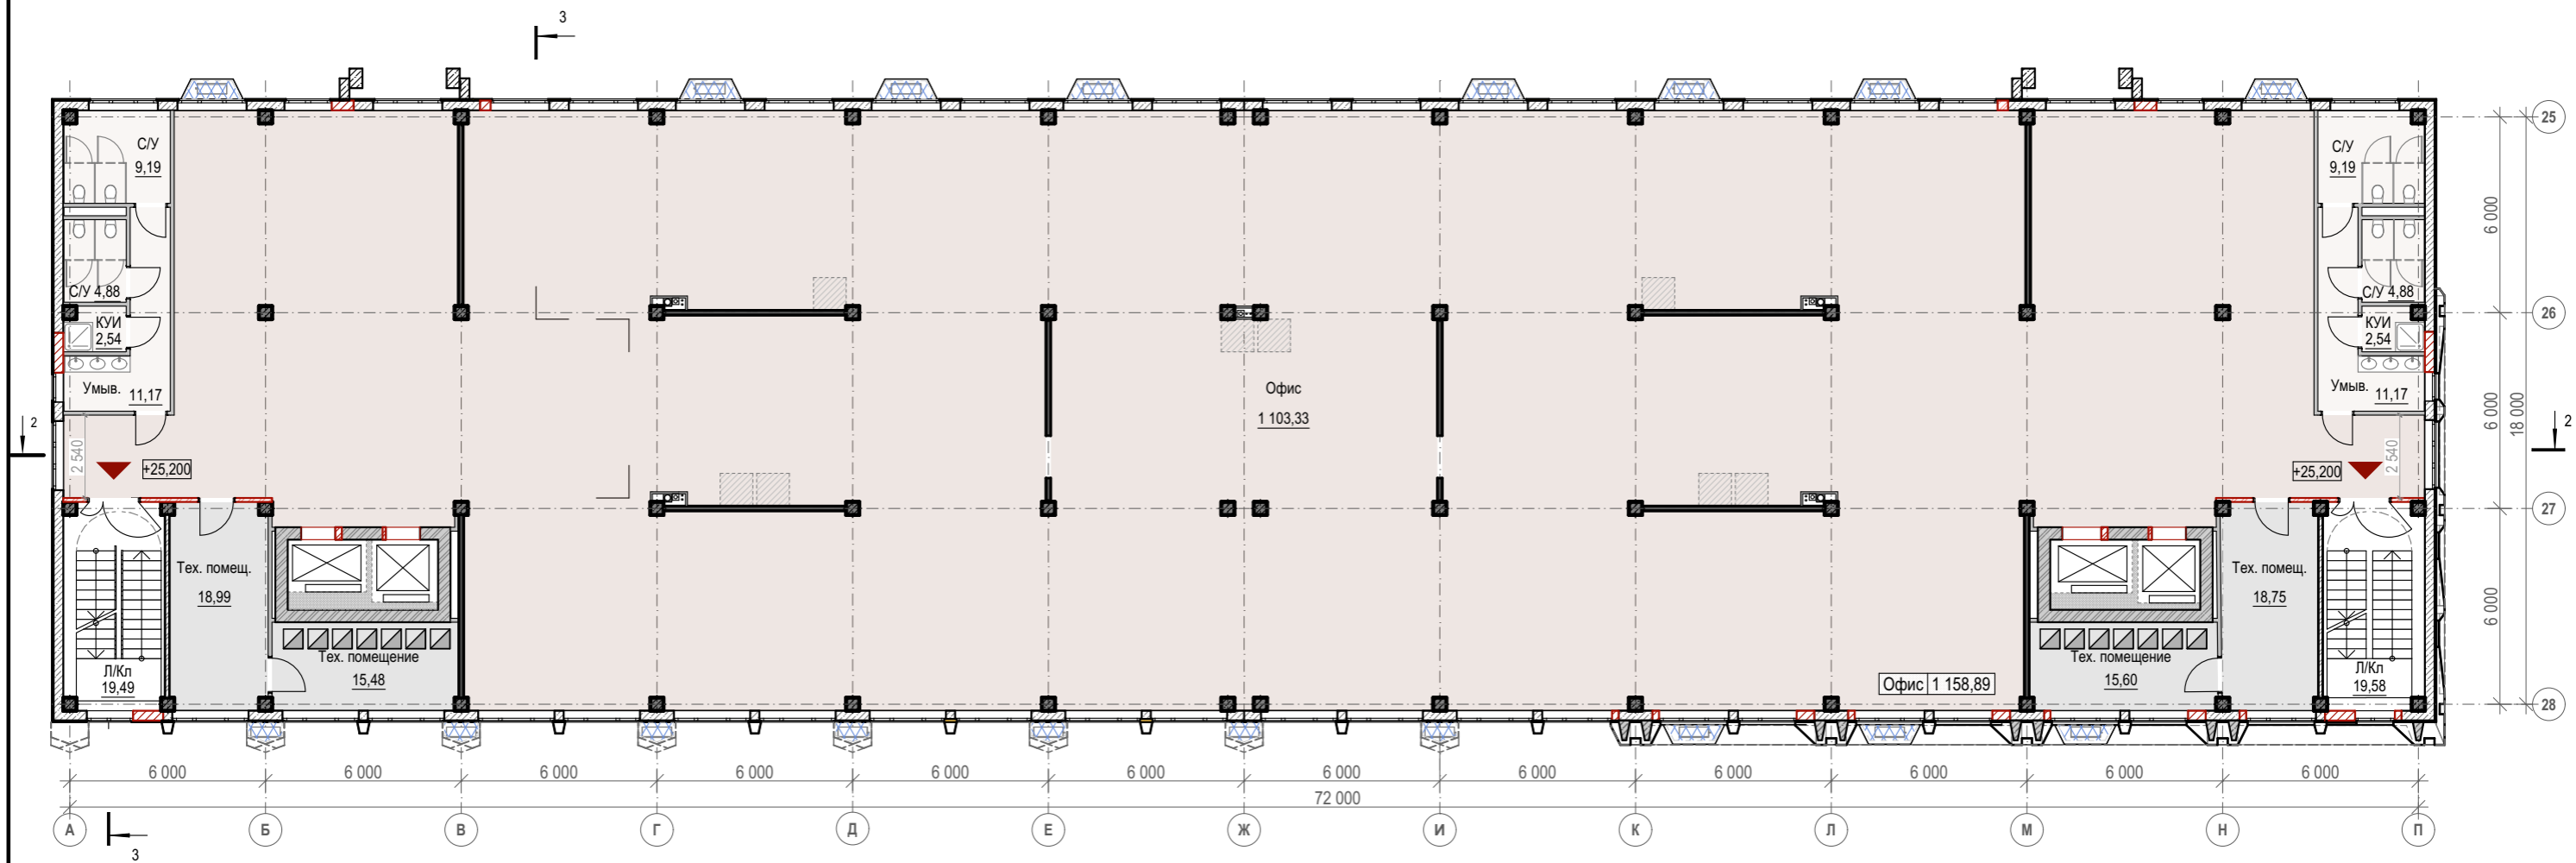 3
25
С/У
9,19
С/У
9,19
6 000
С/У 4,88
С/У 4,88
26
КУИ
2,54
КУИ
2,54
Офис
1 103,33
Умыв.
11,17
Умыв.
11,17
6 000
18 000
2
2
2 540
+25,200
+25,200
2 540
27
Тех. помещ.
18,99
Тех. помещ.
18,75
6 000
Тех. помещение
15,48
Тех. помещение
15,60
Л/Кл
19,49
Офис 1 158,89
Л/Кл
19,58
28
6 000 6 000 6 000 6 000 6 000 6 000 6 000 6 000 6 000 6 000 6 000 6 000
72 000
А Б В Г Д Е Ж И К Л М Н П
3